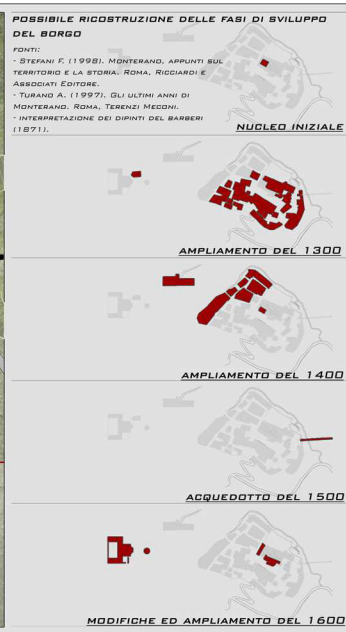 POSSIBILE RICOSTRUZIONE DELLE FASI DI SVILUPPO
DEL BORGO
FONTI:
- STEFANI F. (1998). MONTERANO, APPUNTI SUL
TERRITORIO E LA STORIA. ROMA, RICCIARDI E
ASSOCIATI EDITORE.
- TURANO A. (1997). GLI ULTIMI ANNI DI
MONTERANO. ROMA, TERENZI MECONI.
- INTERPRETAZIONE DEI DIPINTI DEL BARBERI
(1871).
NUCLEO INIZIALE
AMPLIAMENTO DEL 1300
AMPLIAMENTO DEL 1400
ACQUEDOTTO DEL 1500
MODIFICHE ED AMPLIAMENTO DEL 1600